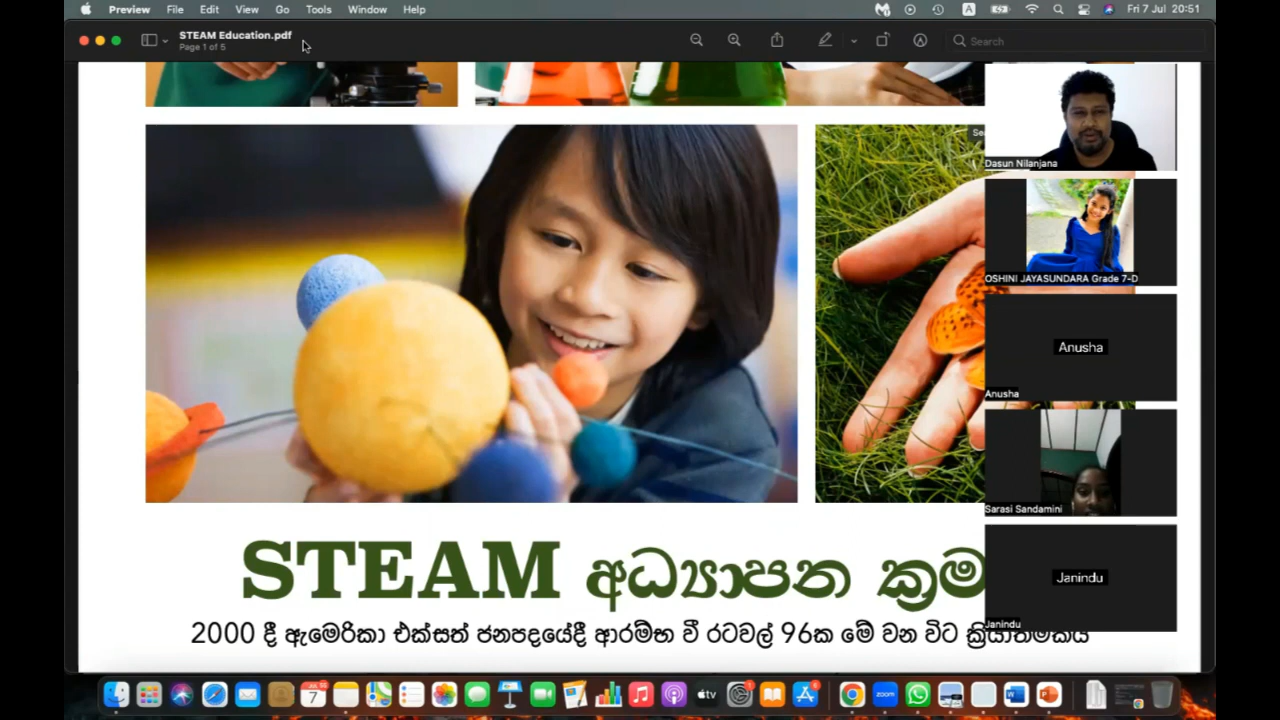 Preview File Edit View Go Tools Window Help
A
Fri 7 Jul 20:51
STEAM Education.pdf
Page 1 of 5
Search
Dasun Nilanjana
OSHINI JAYASUNDARA Grade 7-D
Anusha
Anusha
Sarasi Sandamini
Janindu
Janindu
STEAM අධ්‍යාපන ක්‍රම
2000 දී ඇමෙරිකා එක්සත් ජනපදයේදී ආරම්භ වී රටවල් 96ක මේ වන විට
zoom
tv